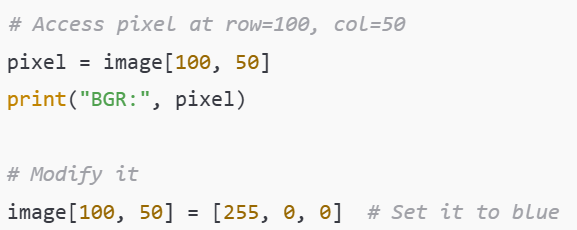 # Access pixel at row=100, col=50
pixel = image[100, 50]
print("BGR:", pixel)
# Modify it
image[100, 50] = [255, 0, 0]  # Set it to blue